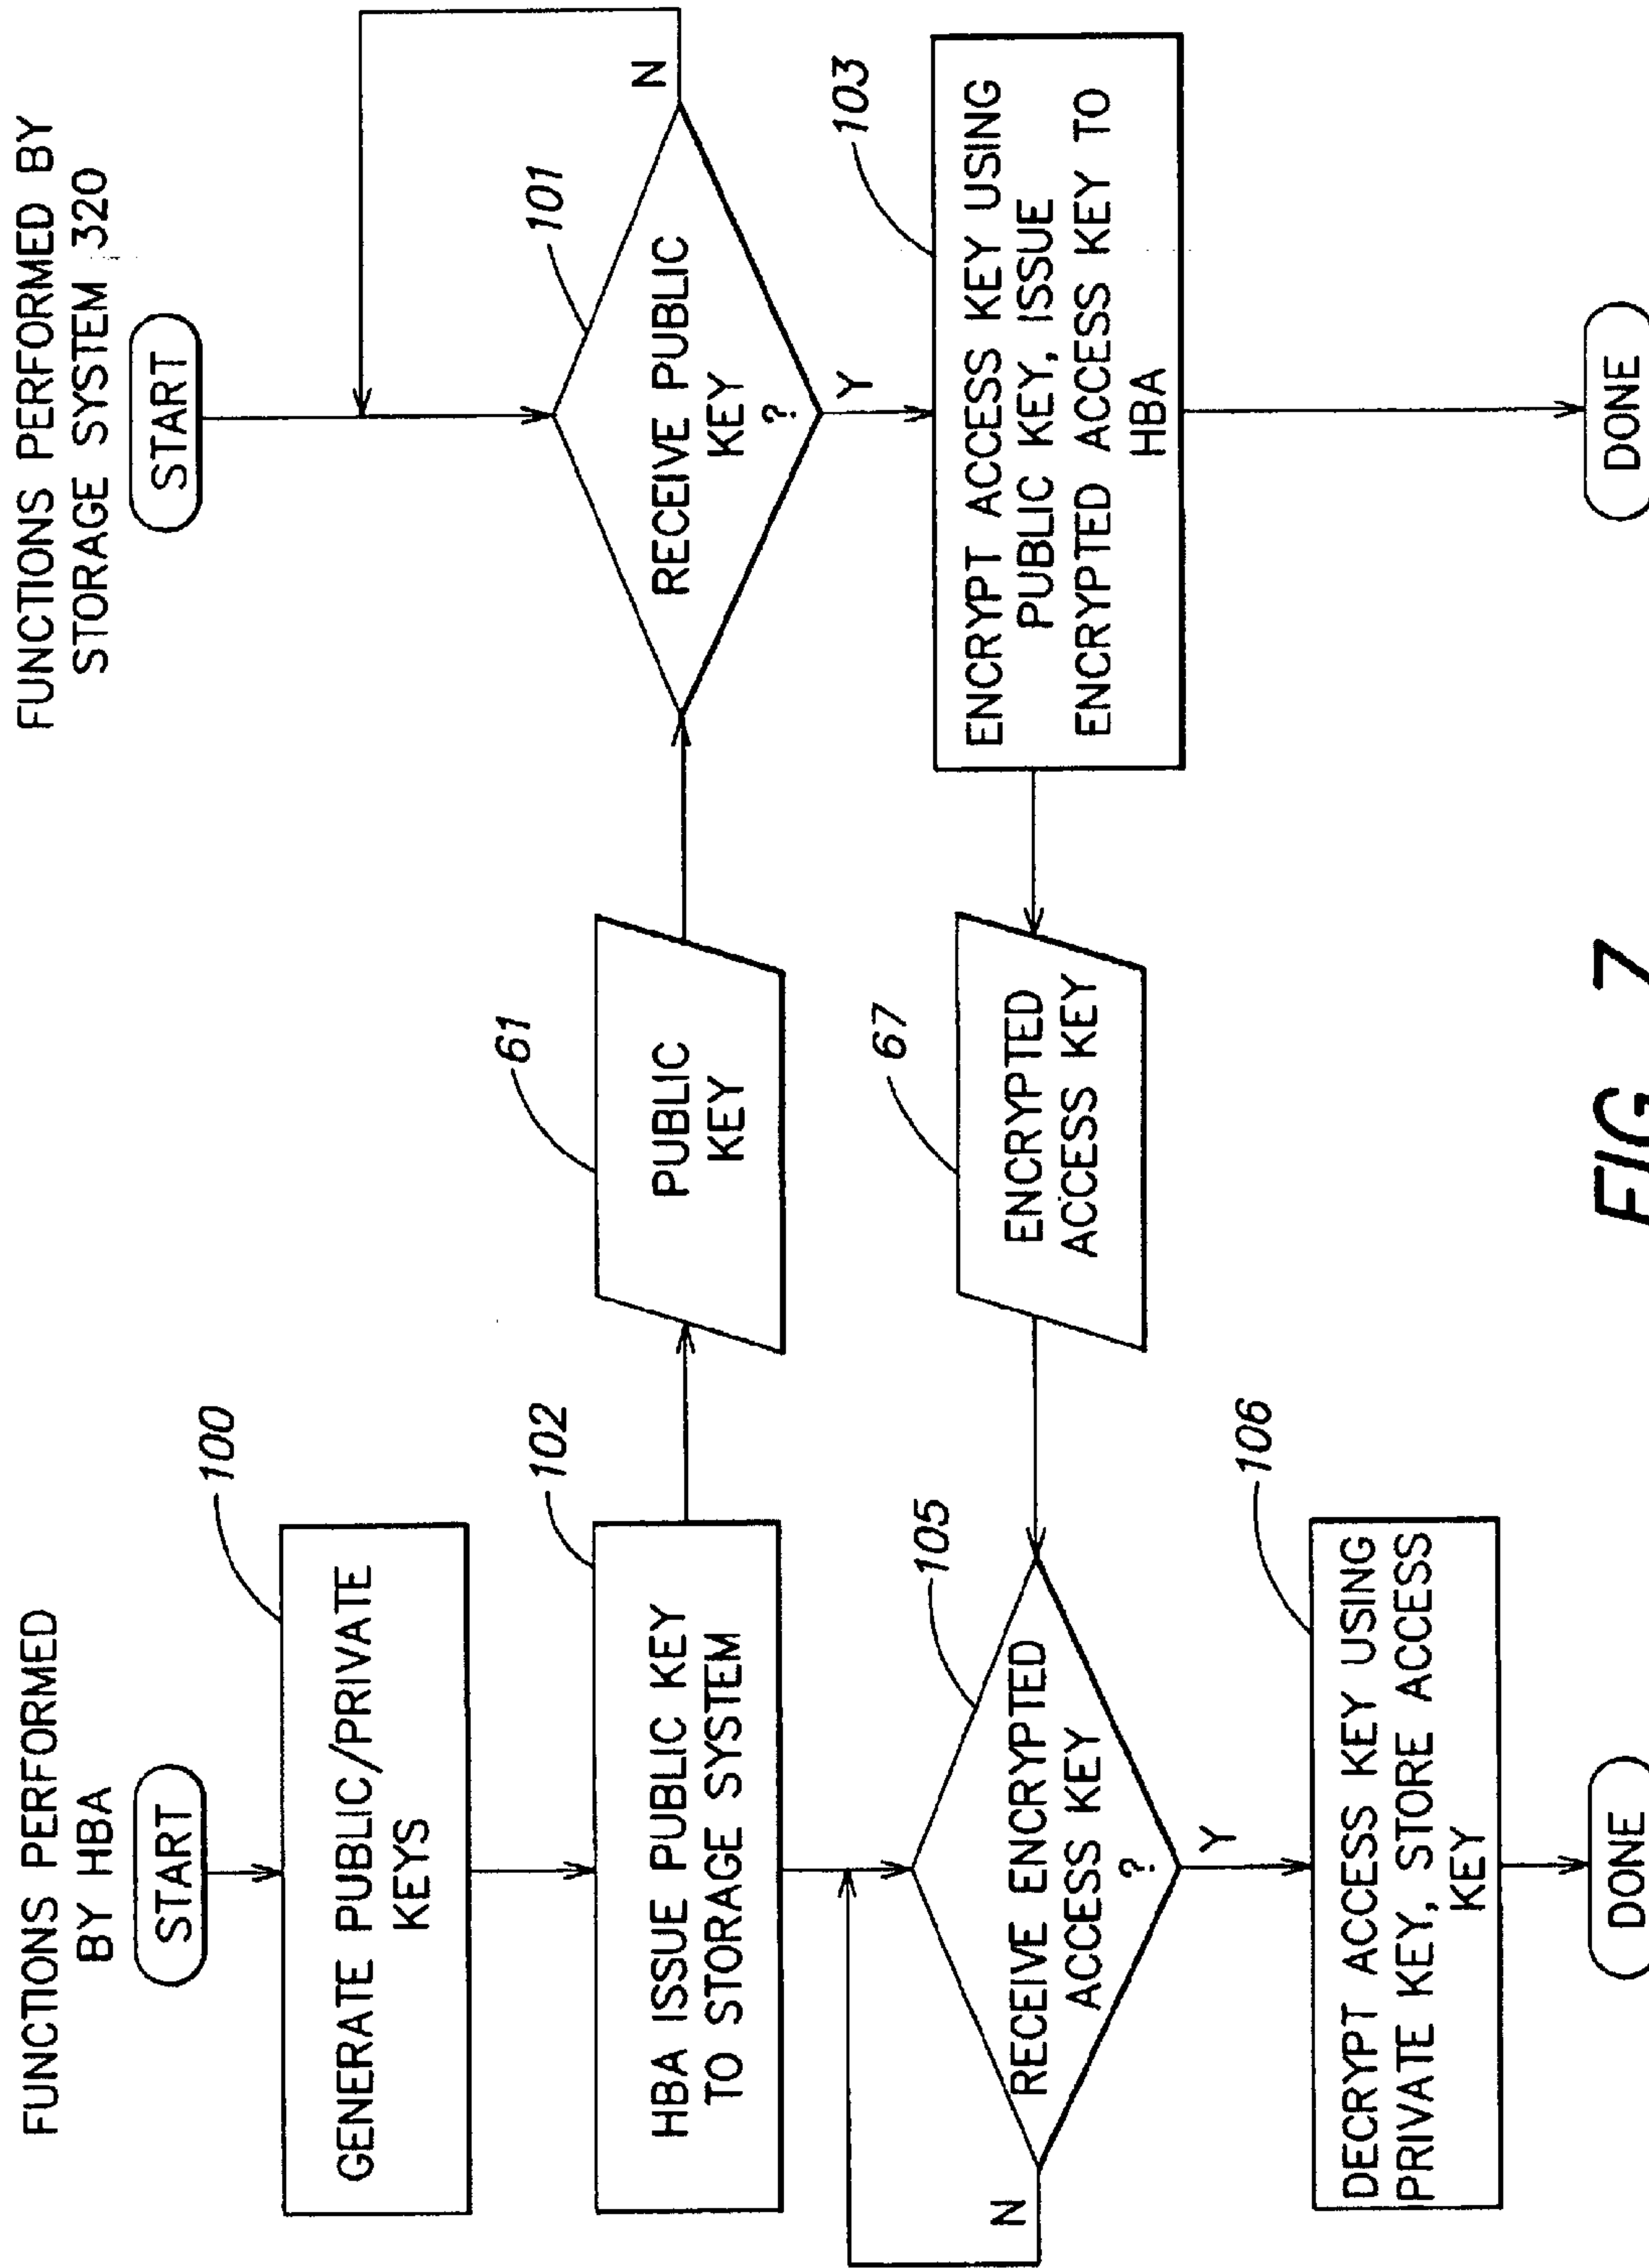 FUNCTIONS PERFORMED
BY HBA
START
100
GENERATE PUBLIC/PRIVATE
KEYS
102
HBA ISSUE PUBLIC KEY
TO STORAGE SYSTEM
61
PUBLIC
KEY
105
RECEIVE ENCRYPTED
ACCESS KEY
?
N
Y
106
DECRYPT ACCESS KEY USING
PRIVATE KEY, STORE ACCESS
KEY
DONE
67
ENCRYPTED
ACCESS KEY
FUNCTIONS PERFORMED BY
STORAGE SYSTEM 320
START
101
RECEIVE PUBLIC
KEY
?
N
Y
103
ENCRYPT ACCESS KEY USING
PUBLIC KEY, ISSUE
ENCRYPTED ACCESS KEY TO
HBA
DONE
FIG. 7